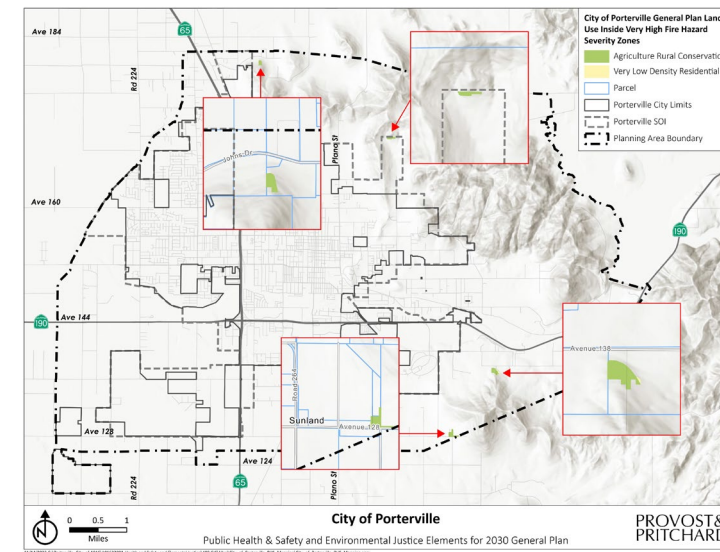 City of Porterville General Plan Land
Use Inside Very High Fire Hazard
Severity Zones
Agriculture Rural Conservatio
Very Low Density Residential
Parcel
Porterville City Limits
Porterville SOI
Planning Area Boundary
Ave 184
65
Rd 224
Plano St
Johns Dr
Ave 160
190
190
Ave 144
Avenue 138
Road 264
Sunland
Avenue 128
Ave 128
Ave 124
65
Rd 224
Plano St
N
0 0.5 1
Miles
City of Porterville
Public Health & Safety and Environmental Justice Elements for 2030 General Plan
PROVOST&
PRITCHARD